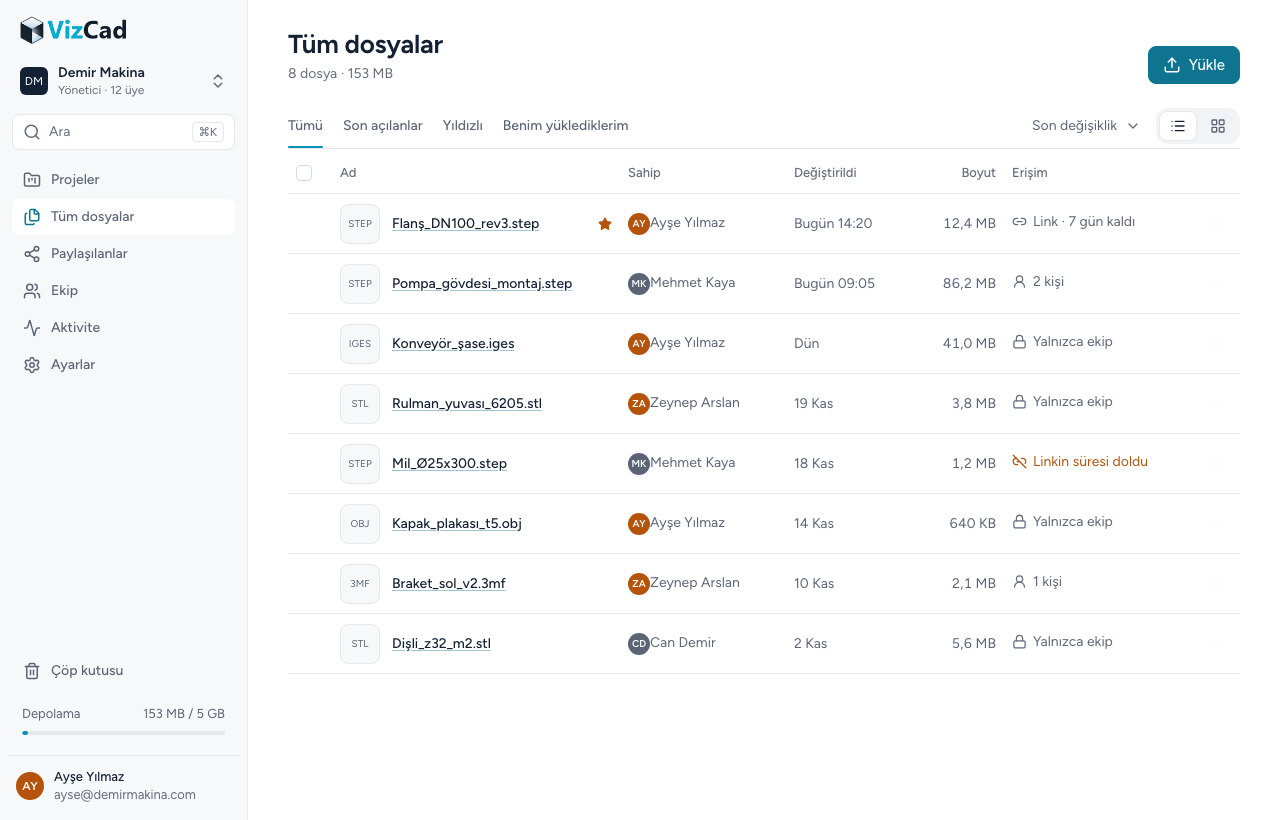 VizCad
DM
Demir Makina
Yönetici · 12 üye
Ara
⌘K
Projeler
Tüm dosyalar
Paylaşılanlar
Ekip
Aktivite
Ayarlar
Çöp kutusu
Depolama 153 MB / 5 GB
AY
Ayşe Yılmaz
ayse@demirmakina.com
Tüm dosyalar
8 dosya · 153 MB
Yükle
Tümü Son açılanlar Yıldızlı Benim yüklediklerim Son değişiklik
Ad Sahip Değiştirildi Boyut Erişim
STEP Flanş_DN100_rev3.step AY Ayşe Yılmaz Bugün 14:20 12,4 MB Link · 7 gün kaldı
STEP Pompa_gövdesi_montaj.step MK Mehmet Kaya Bugün 09:05 86,2 MB 2 kişi
IGES Konveyör_şase.iges AY Ayşe Yılmaz Dün 41,0 MB Yalnızca ekip
STL Rulman_yuvası_6205.stl ZA Zeynep Arslan 19 Kas 3,8 MB Yalnızca ekip
STEP Mil_Ø25x300.step MK Mehmet Kaya 18 Kas 1,2 MB Linkin süresi doldu
OBJ Kapak_plakası_t5.obj AY Ayşe Yılmaz 14 Kas 640 KB Yalnızca ekip
3MF Braket_sol_v2.3mf ZA Zeynep Arslan 10 Kas 2,1 MB 1 kişi
STL Dişli_z32_m2.stl CD Can Demir 2 Kas 5,6 MB Yalnızca ekip